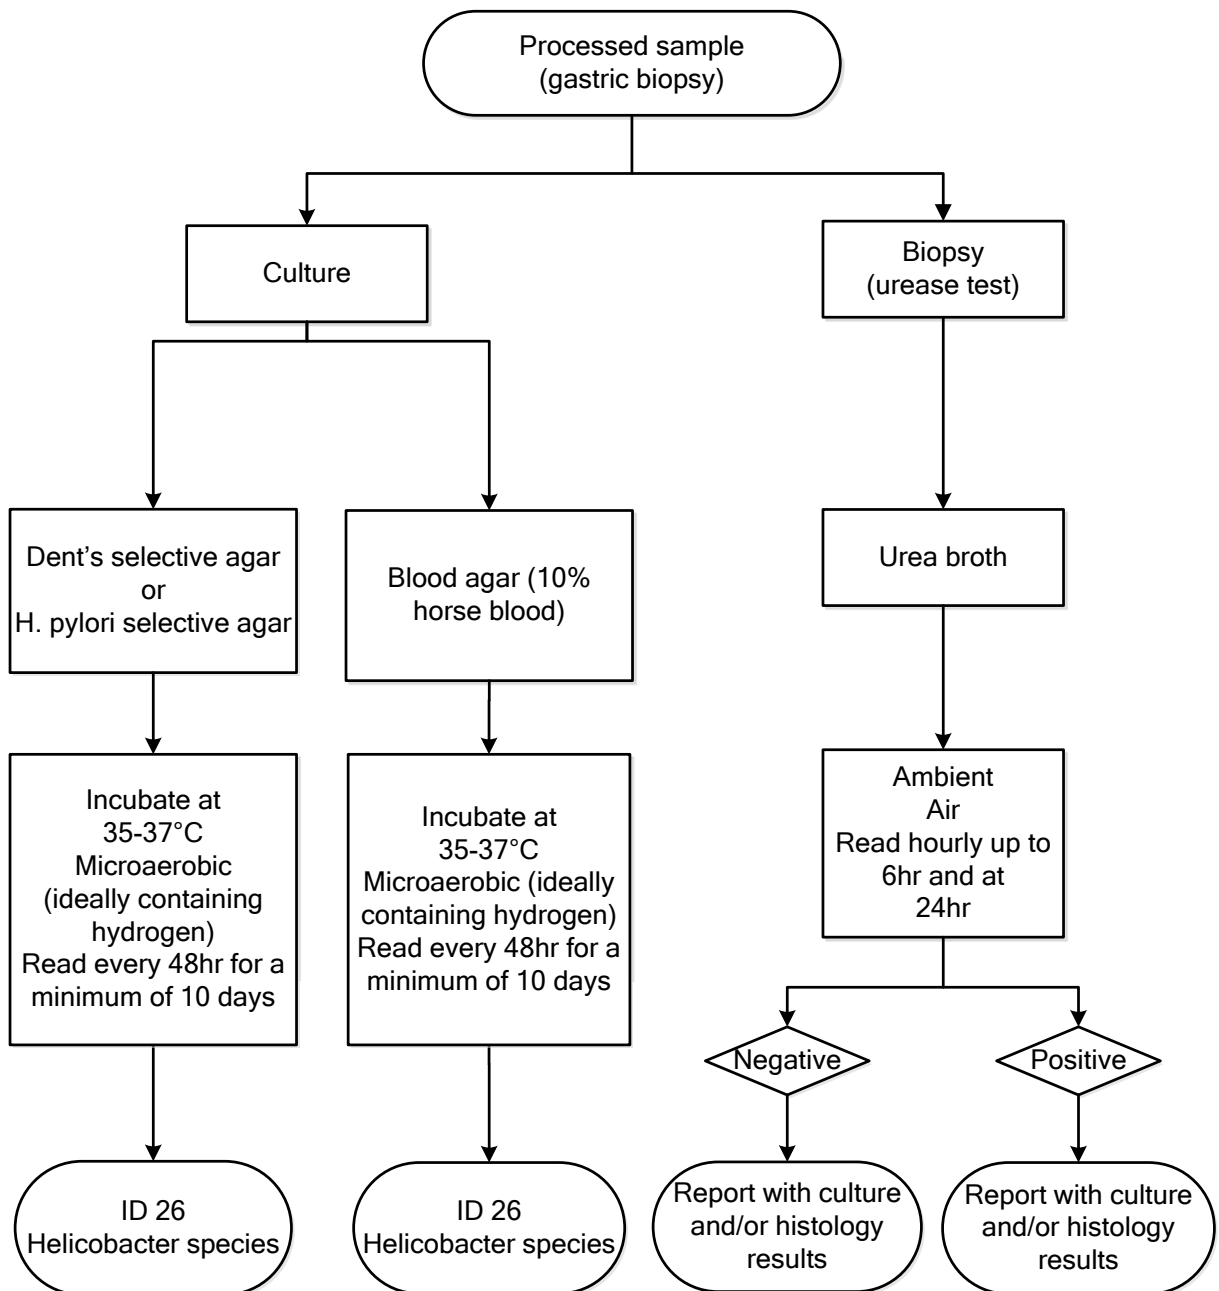 Processed sample
(gastric biopsy)
Culture
Biopsy
(urease test)
Dent’s selective agar
or
H. pylori selective agar
Blood agar (10%
horse blood)
Urea broth
Incubate at
35-37°C
Microaerobic
(ideally containing
hydrogen)
Read every 48hr for a
minimum of 10 days
Incubate at
35-37°C
Microaerobic (ideally
containing hydrogen)
Read every 48hr for a
minimum of 10 days
Ambient
Air
Read hourly up to
6hr and at
24hr
Negative
Positive
ID 26
Helicobacter species
ID 26
Helicobacter species
Report with culture
and/or histology
results
Report with culture
and/or histology
results